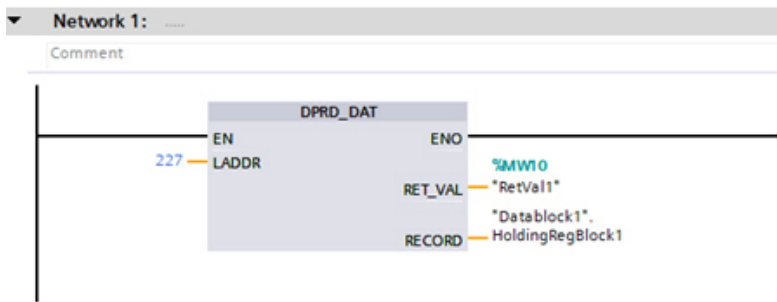 Network 1: .....
Comment
DPRD_DAT
EN ENO
227 LADDR
%MW10
RET_VAL "RetVal1"
"Datablock1".
RECORD HoldingRegBlock1